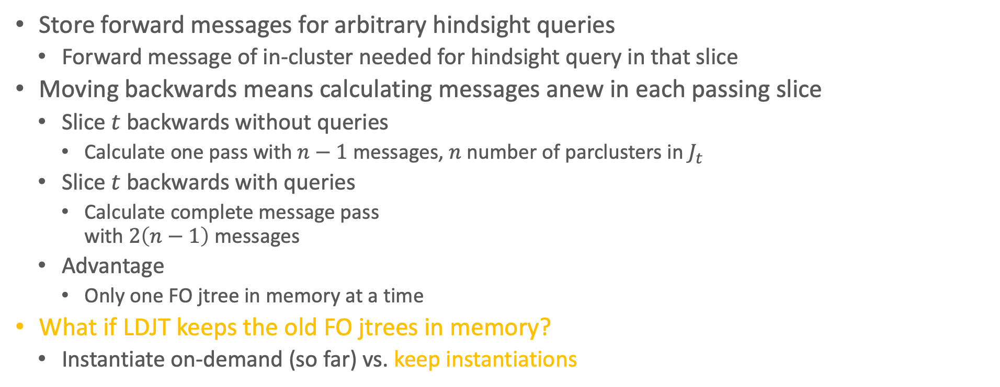 • Store forward messages for arbitrary hindsight queries
• Forward message of in-cluster needed for hindsight query in that slice
• Moving backwards means calculating messages anew in each passing slice
• Slice 𝑡 backwards without queries
• Calculate one pass with 𝑛 − 1 messages, 𝑛 number of parclusters in 𝐽ₜ
• Slice 𝑡 backwards with queries
• Calculate complete message pass
with 2(𝑛 − 1) messages
• Advantage
• Only one FO jtree in memory at a time
• What if LDJT keeps the old FO jtrees in memory?
• Instantiate on-demand (so far) vs. keep instantiations